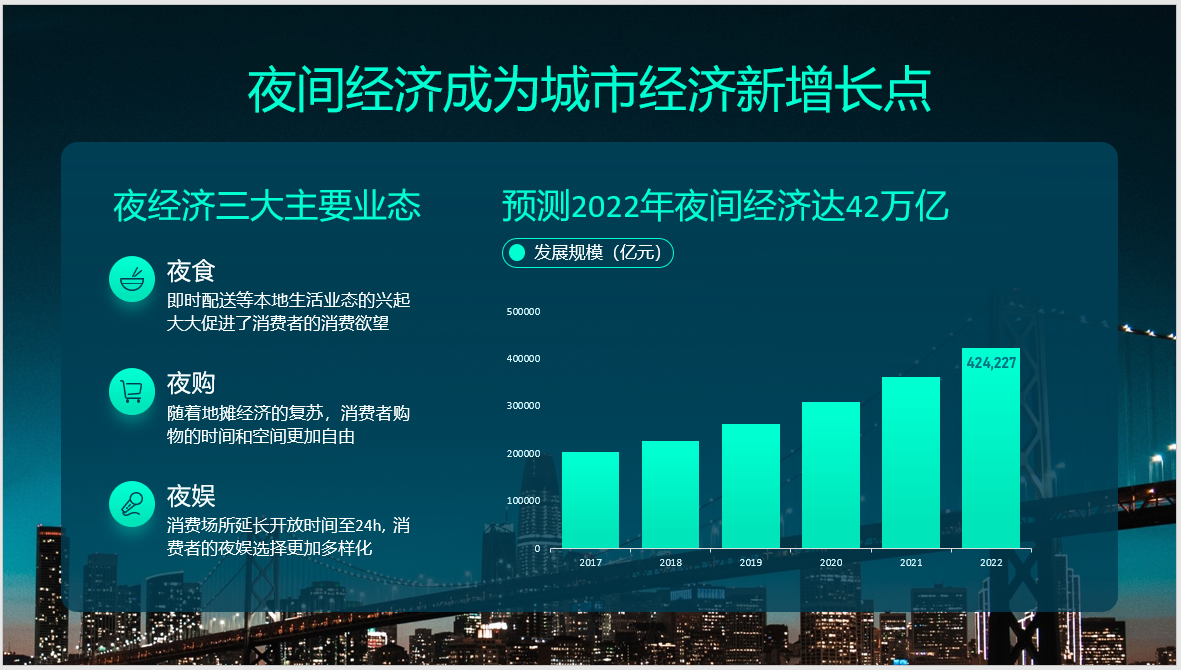 夜间经济成为城市经济新增长点
夜经济三大主要业态
夜食
即时配送等本地生活业态的兴起
大大促进了消费者的消费欲望
夜购
随着地摊经济的复苏，消费者购
物的时间和空间更加自由
夜娱
消费场所延长开放时间至24h, 消
费者的夜娱选择更加多样化
预测2022年夜间经济达42万亿
发展规模（亿元）
500000
400000
300000
200000
100000
0
424,227
2017 2018 2019 2020 2021 2022